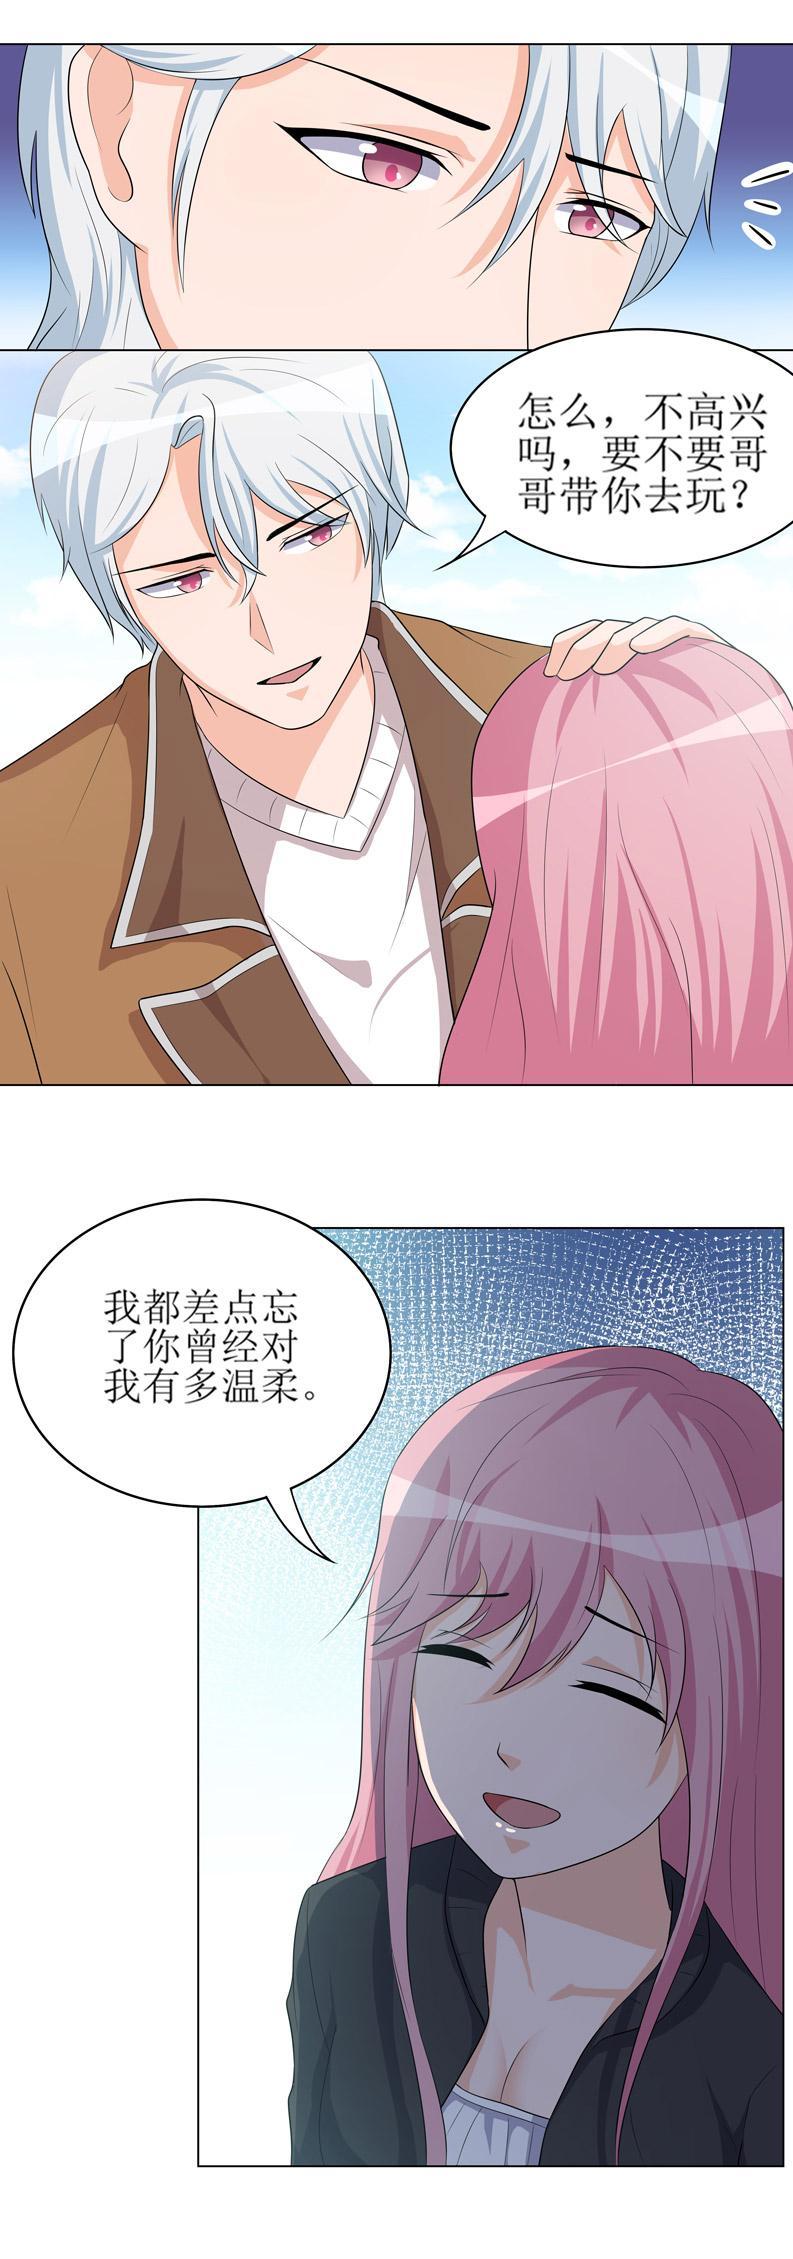 怎么，不高兴
吗，要不要哥
哥带你去玩？
我都差点忘
了你曾经对
我有多温柔。